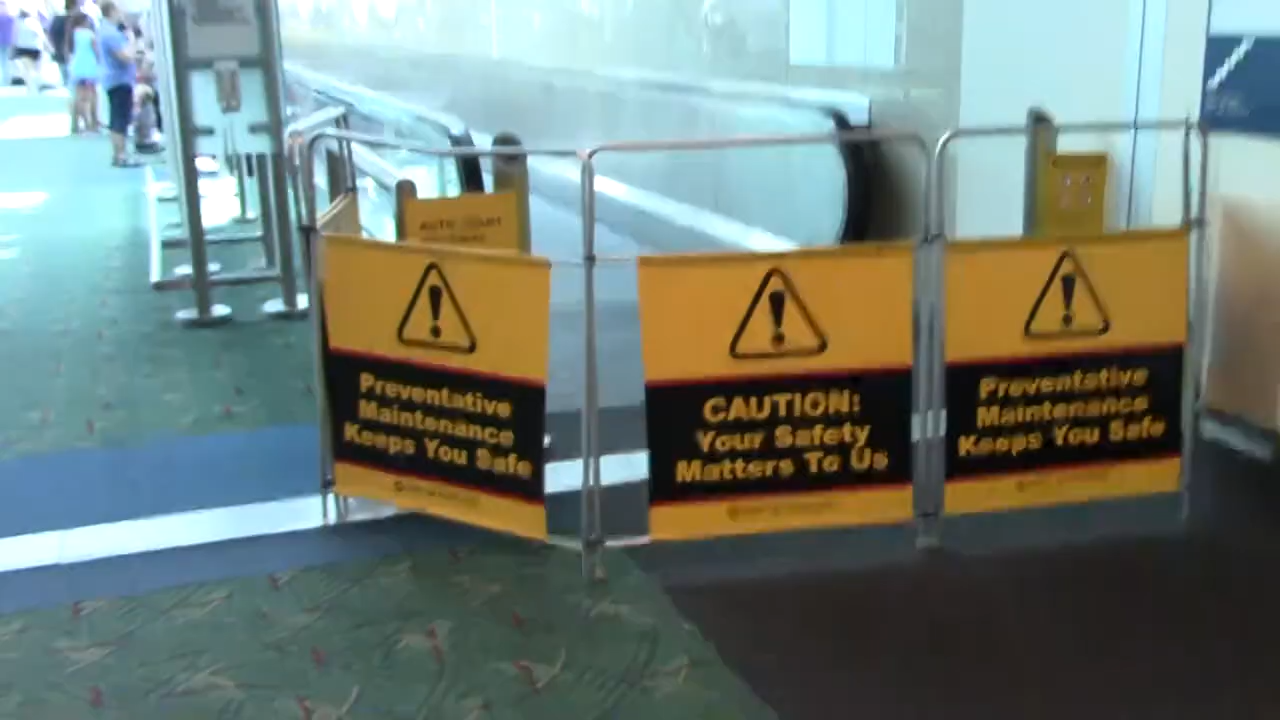 Preventative
Maintenance
Keeps You Safe
CAUTION:
Your Safety
Matters To Us
Preventative
Maintenance
Keeps You Safe